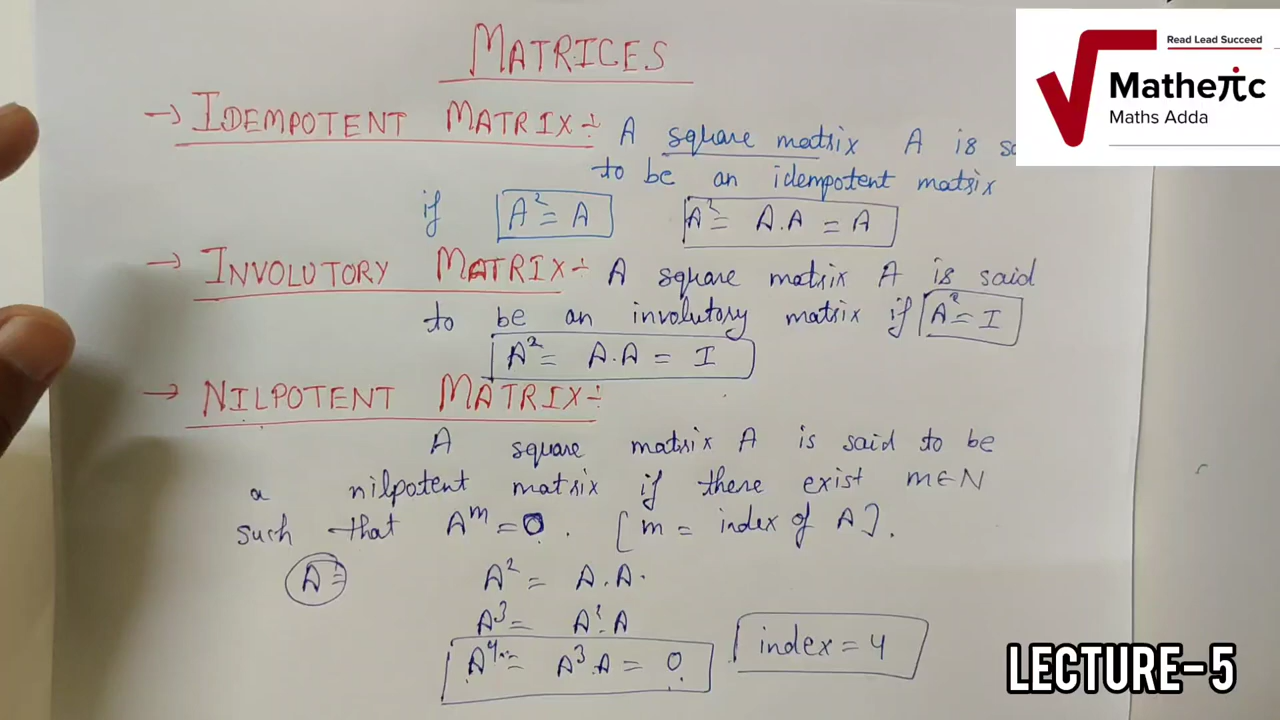 MATRICES
Read Lead Succeed
Matheπc
Maths Adda
→ IDEMPOTENT MATRIX:- A square matrix A is
to be an idempotent matrix
if A² = A A² = A.A = A
→ INVOLUTORY MATRIX:- A square matrix A is said
to be an involutory matrix if A² = I
A² = A.A = I
→ NILPOTENT MATRIX:-
A square matrix A is said to be
a nilpotent matrix if there exist m∈N
such that A^m = 0. [m = index of A].
A = A² = A.A.
A³ = A².A
A⁴ = A³.A = 0 index = 4
LECTURE-5